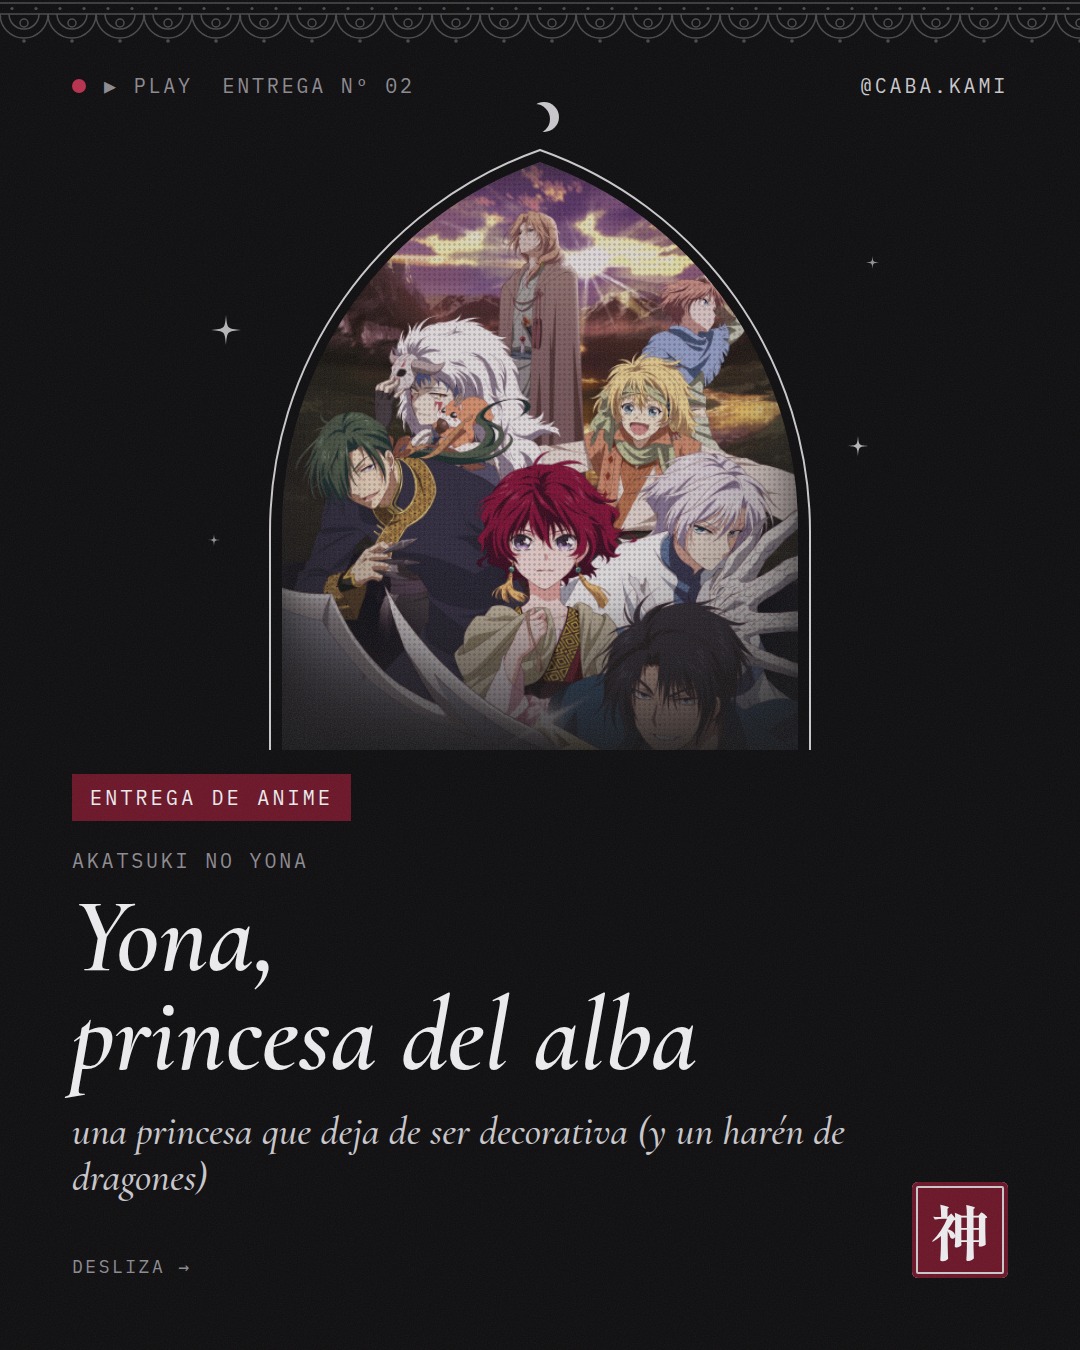 ▶ PLAY ENTREGA Nº 02
@CABA.KAMI
ENTREGA DE ANIME
AKATSUKI NO YONA
Yona,
princesa del alba
una princesa que deja de ser decorativa (y un harén de
dragones)
神
DESLIZA →